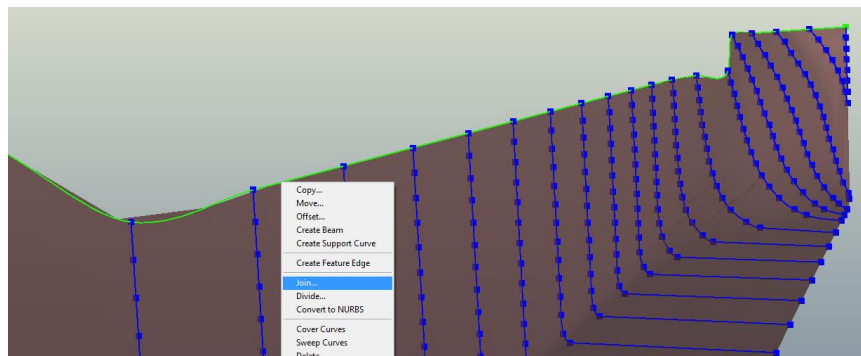 Copy...
Move...
Offset...
Create Beam
Create Support Curve
Create Feature Edge
Join...
Divide...
Convert to NURBS
Cover Curves
Sweep Curves
Delete